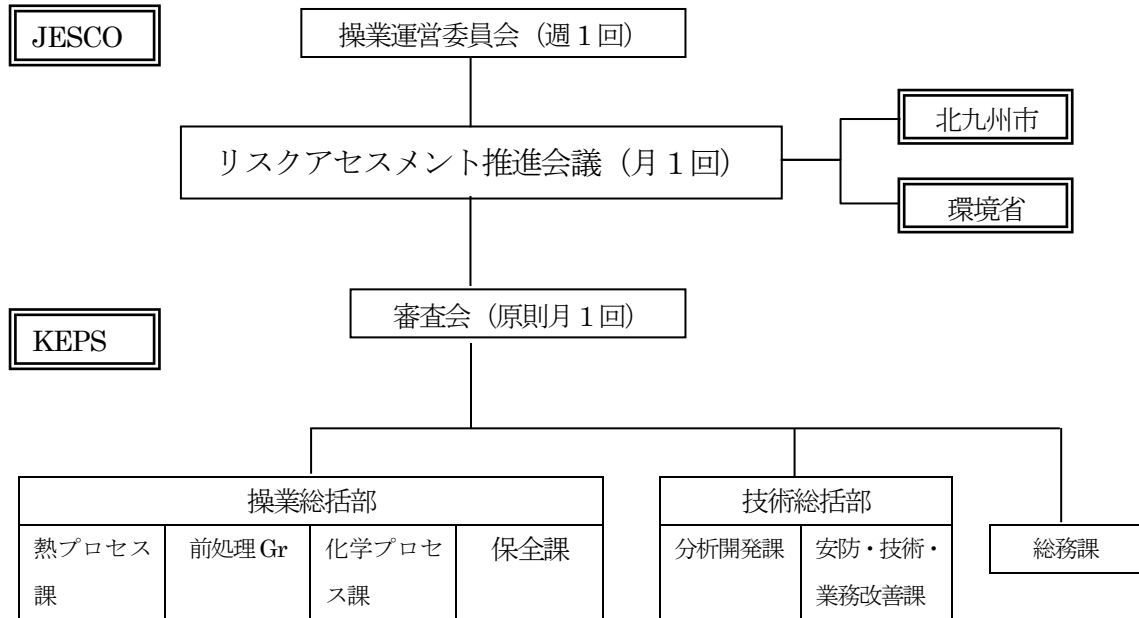 JESCO
操業運営委員会（週１回）
北九州市
リスクアセスメント推進会議（月１回）
環境省
審査会（原則月１回）
KEPS
操業総括部
熱プロセス
課
前処理 Gr
化学プロセ
ス課
保全課
技術総括部
分析開発課
安防・技術・
業務改善課
総務課